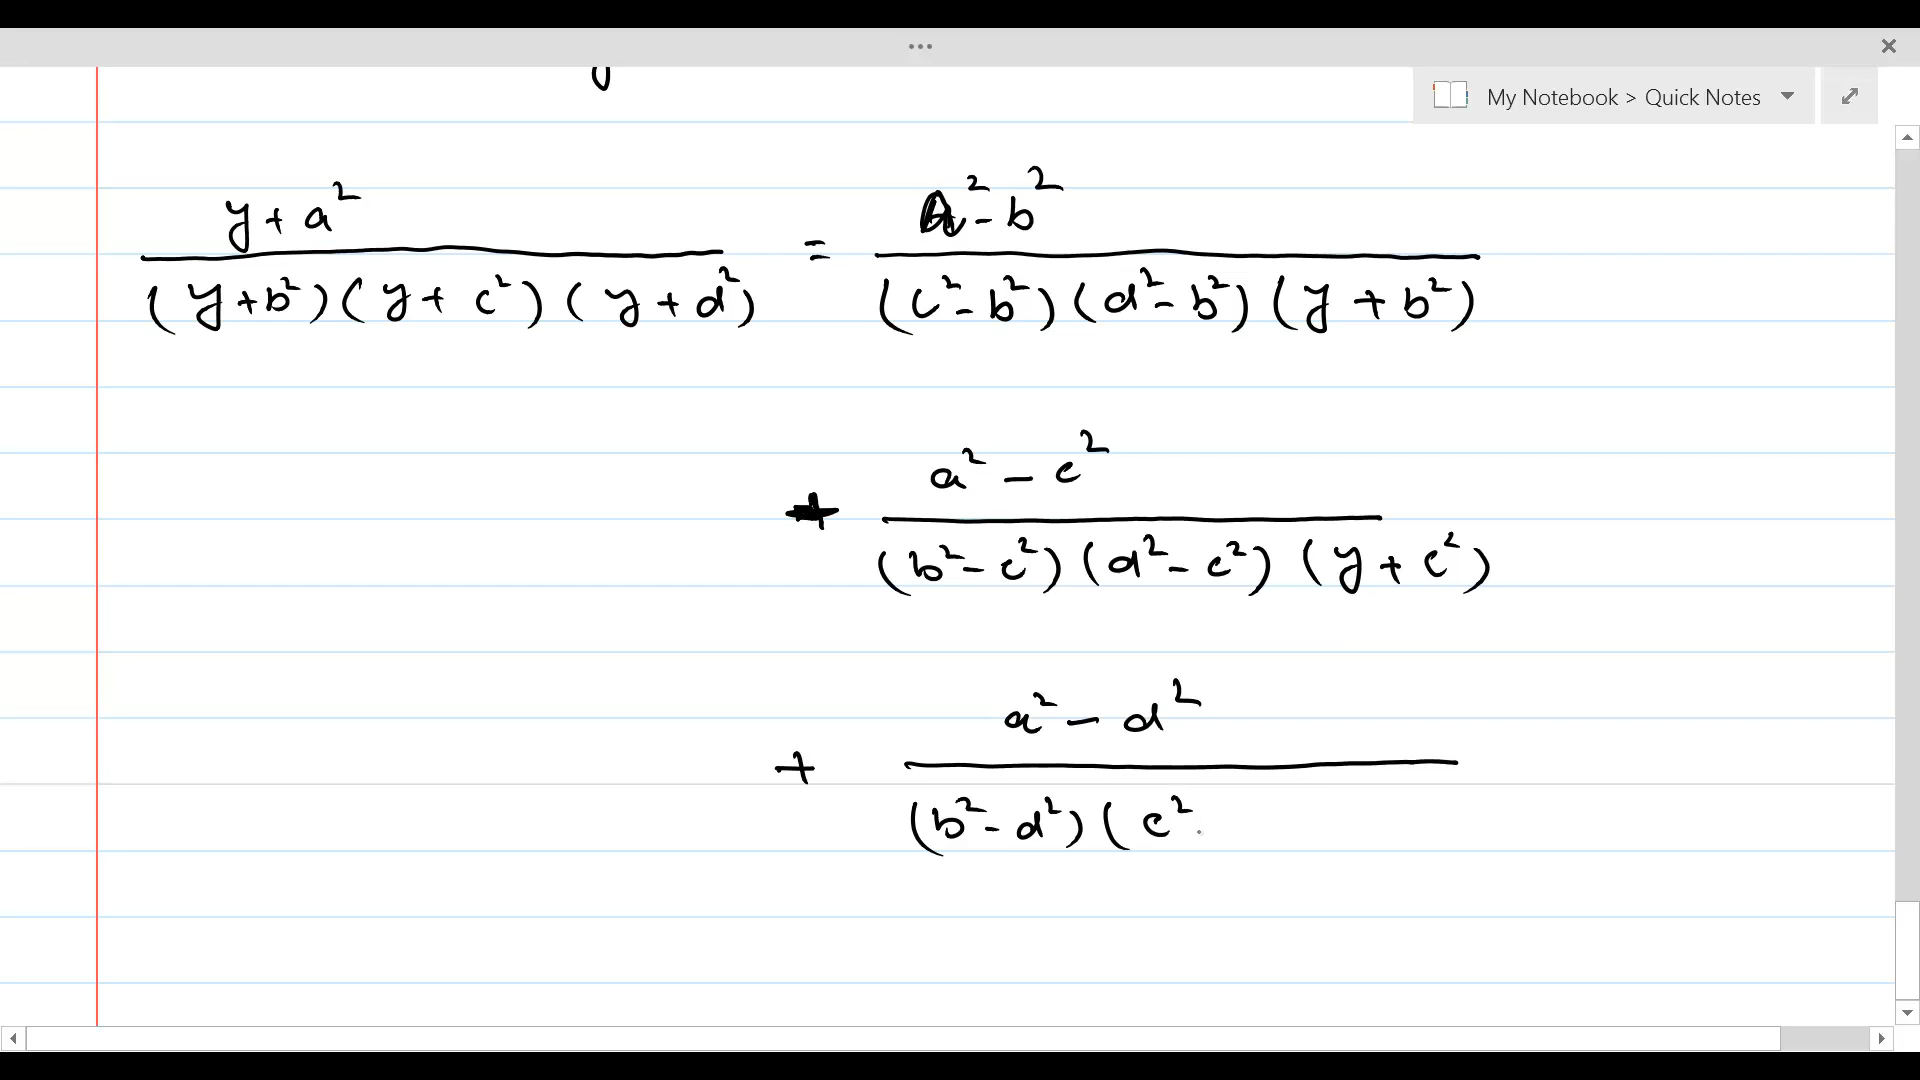 My Notebook > Quick Notes
y + a² = a² - b²
(y + b²)(y + c²)(y + d²) (c² - b²)(d² - b²)(y + b²)
+ a² - c²
(b² - c²)(d² - c²)(y + c²)
+ a² - d²
(b² - d²)(c²